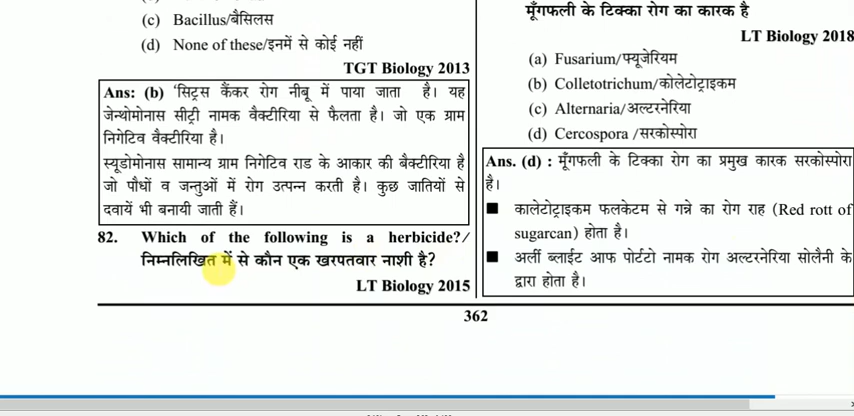 (c) Bacillus/बैसिलस
(d) None of these/इनमें से कोई नहीं
TGT Biology 2013
Ans: (b) 'सिट्रस कैंकर रोग नीबू में पाया जाता है। यह
जेन्थोमोनास सीट्री नामक वैक्टीरिया से फैलता है। जो एक ग्राम
निगेटिव वैक्टीरिया है।
स्यूडोमोनास सामान्य ग्राम निगेटिव राड के आकार की बैक्टीरिया है
जो पौधों व जन्तुओं में रोग उत्पन्न करती है। कुछ जातियों से
दवायें भी बनायी जाती हैं।
82. Which of the following is a herbicide?/
निम्नलिखित में से कौन एक खरपतवार नाशी है?
LT Biology 2015
मूँगफली के टिक्का रोग का कारक है
LT Biology 2018
(a) Fusarium/फ्यूजेरियम
(b) Colletotrichum/कोलेटोट्राइकम
(c) Alternaria/अल्टरनेरिया
(d) Cercospora /सरकोस्पोरा
Ans. (d) : मूँगफली के टिक्का रोग का प्रमुख कारक सरकोस्पोरा
है।
■ कालेटोट्राइकम फलकेटम से गन्ने का रोग राह (Red rott of
sugarcan) होता है।
■ अर्ली ब्लाईट आफ पोर्टटो नामक रोग अल्टरनेरिया सोलैनी के
द्वारा होता है।
362